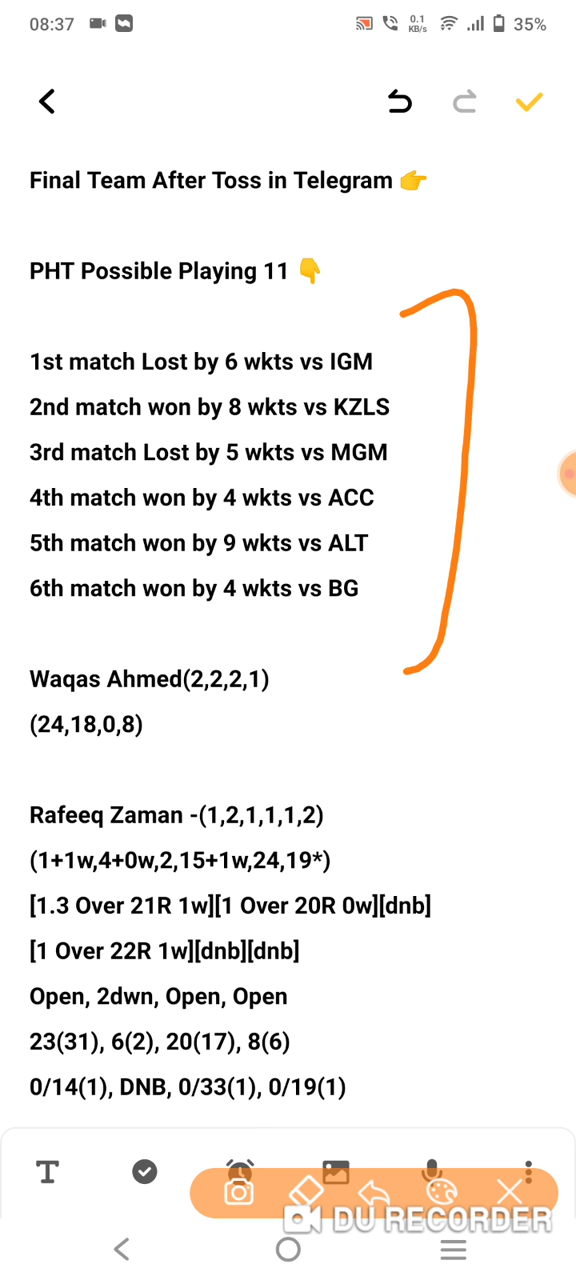 08:37
0.1 KB/s
35%
Final Team After Toss in Telegram 👉
PHT Possible Playing 11 👇
1st match Lost by 6 wkts vs IGM
2nd match won by 8 wkts vs KZLS
3rd match Lost by 5 wkts vs MGM
4th match won by 4 wkts vs ACC
5th match won by 9 wkts vs ALT
6th match won by 4 wkts vs BG
Waqas Ahmed(2,2,2,1)
(24,18,0,8)
Rafeeq Zaman -(1,2,1,1,1,2)
(1+1w,4+0w,2,15+1w,24,19*)
[1.3 Over 21R 1w][1 Over 20R 0w][dnb]
[1 Over 22R 1w][dnb][dnb]
Open, 2dwn, Open, Open
23(31), 6(2), 20(17), 8(6)
0/14(1), DNB, 0/33(1), 0/19(1)
T
DU RECORDER